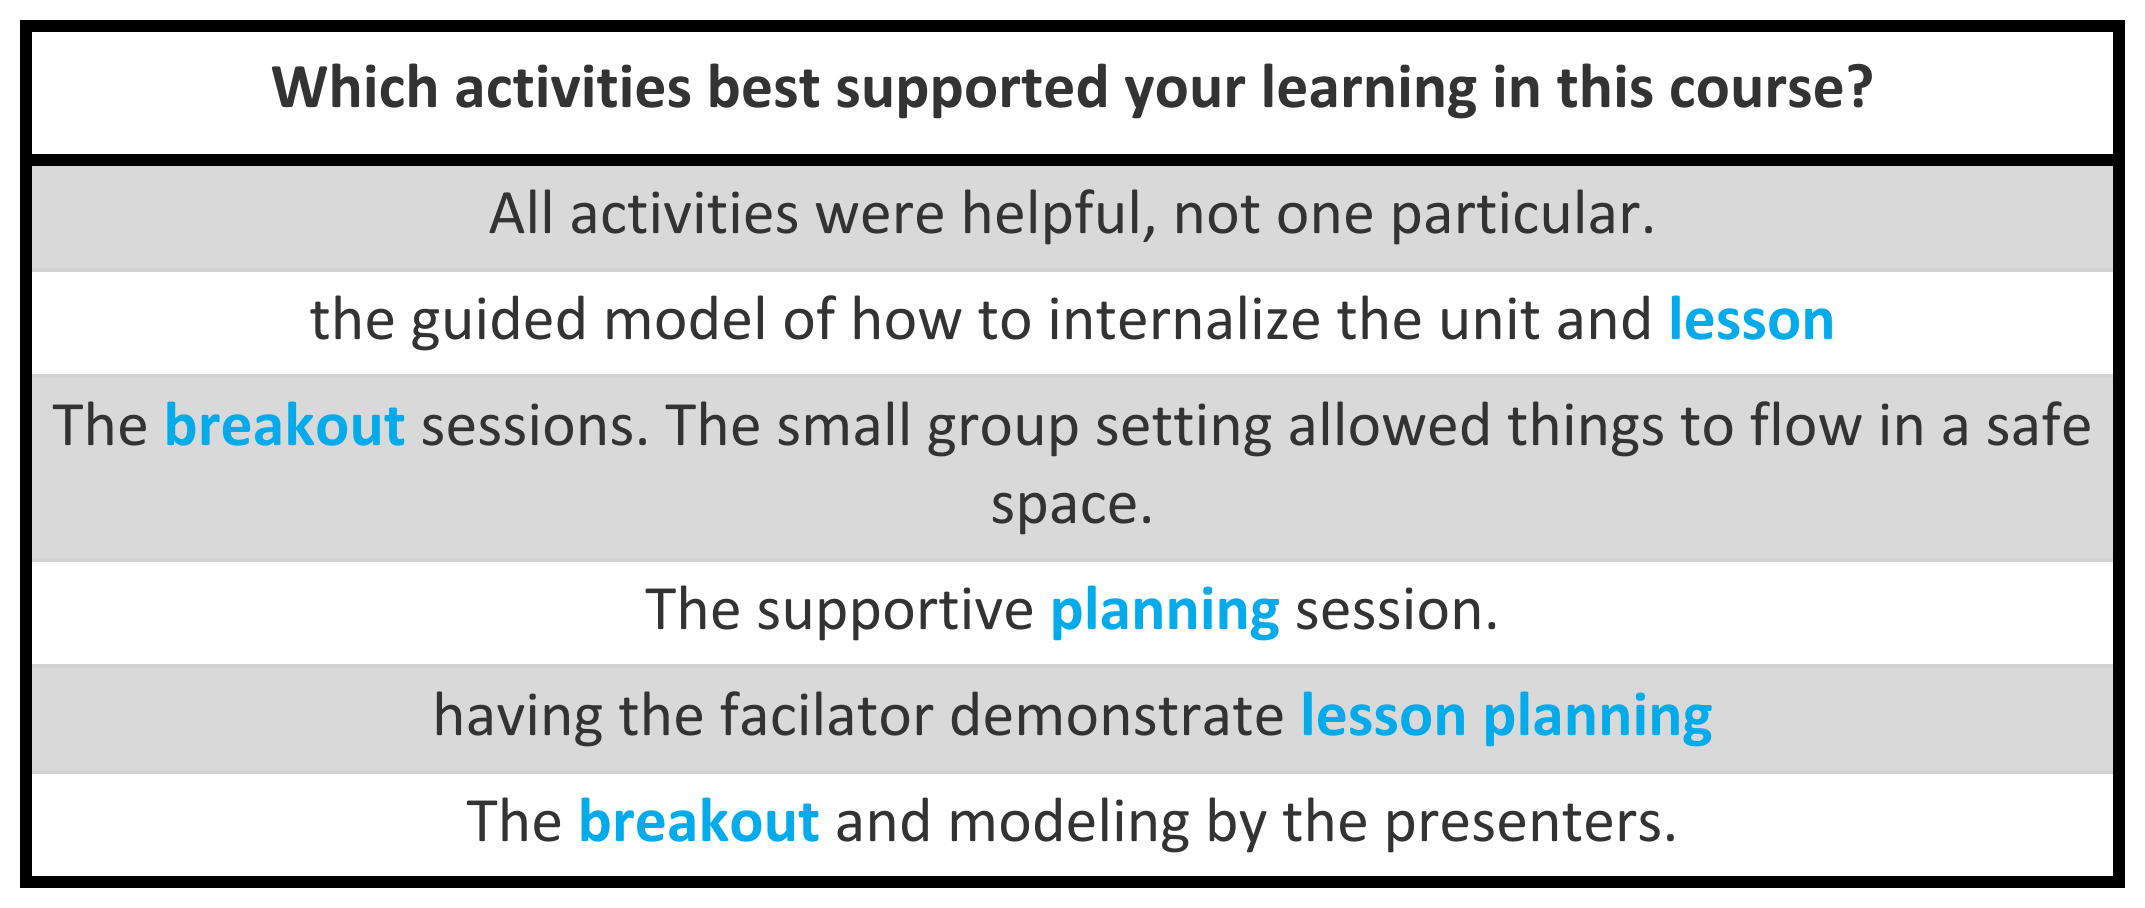 Which activities best supported your learning in this course?
All activities were helpful, not one particular.
the guided model of how to internalize the unit and lesson
The breakout sessions. The small group setting allowed things to flow in a safe
space.
The supportive planning session.
having the facilator demonstrate lesson planning
The breakout and modeling by the presenters.